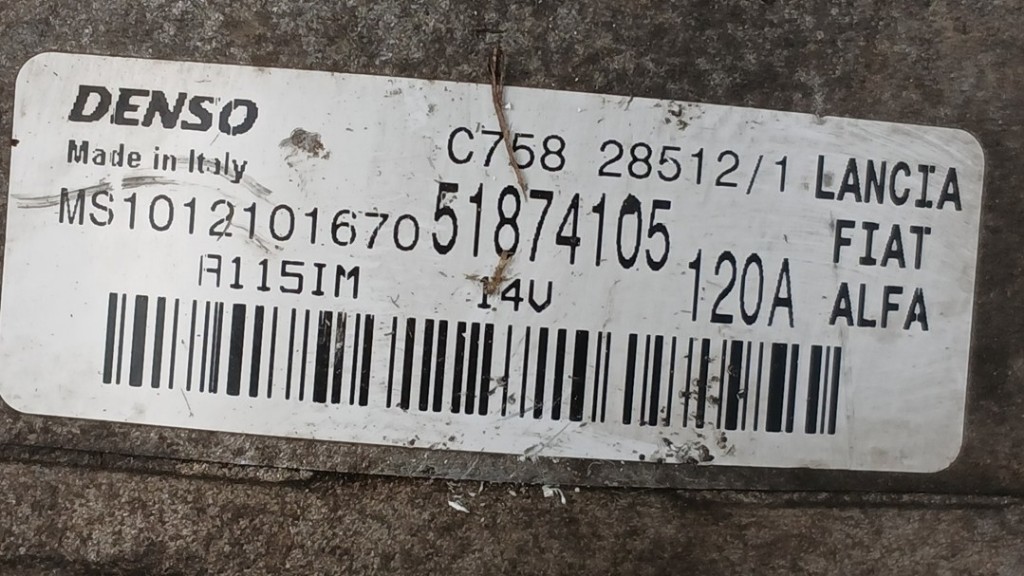 DENSO
Made in Italy
C758 28512/1 LANCIA
MS1012101670 51874105 FIAT
A115IM 14V 120A ALFA